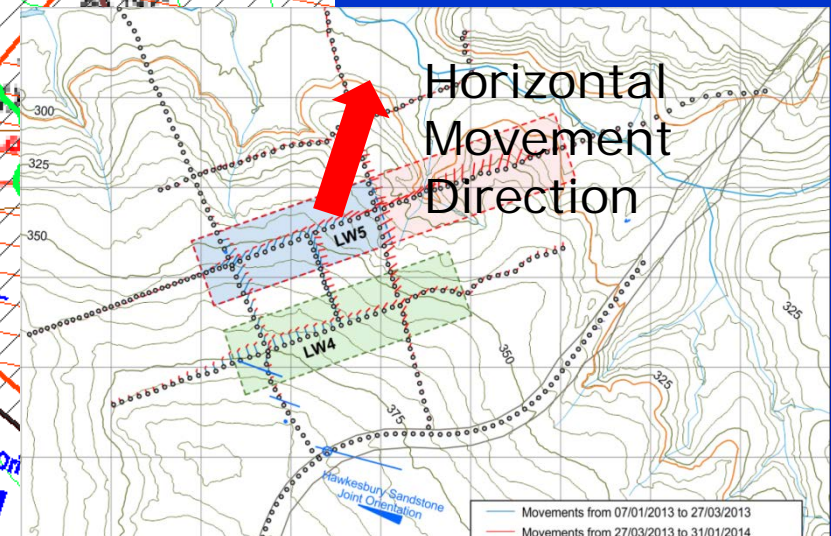 Horizontal
Movement
Direction
300
325
350
LW5
LW4
350
325
325
375
Hawkesbury Sandstone
Joint Orientation
Movements from 07/01/2013 to 27/03/2013
Movements from 27/03/2013 to 31/01/2014